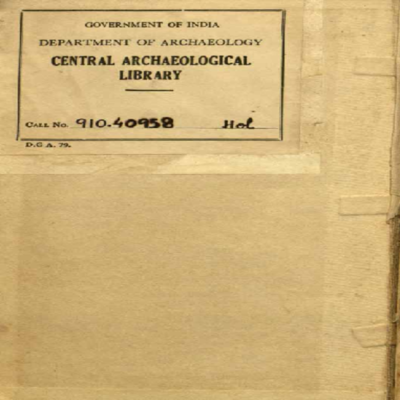 GOVERNMENT OF INDIA
DEPARTMENT OF ARCHAEOLOGY
CENTRAL ARCHAEOLOGICAL
LIBRARY
CALL No. 910.40958 Hol
D.G A. 79.